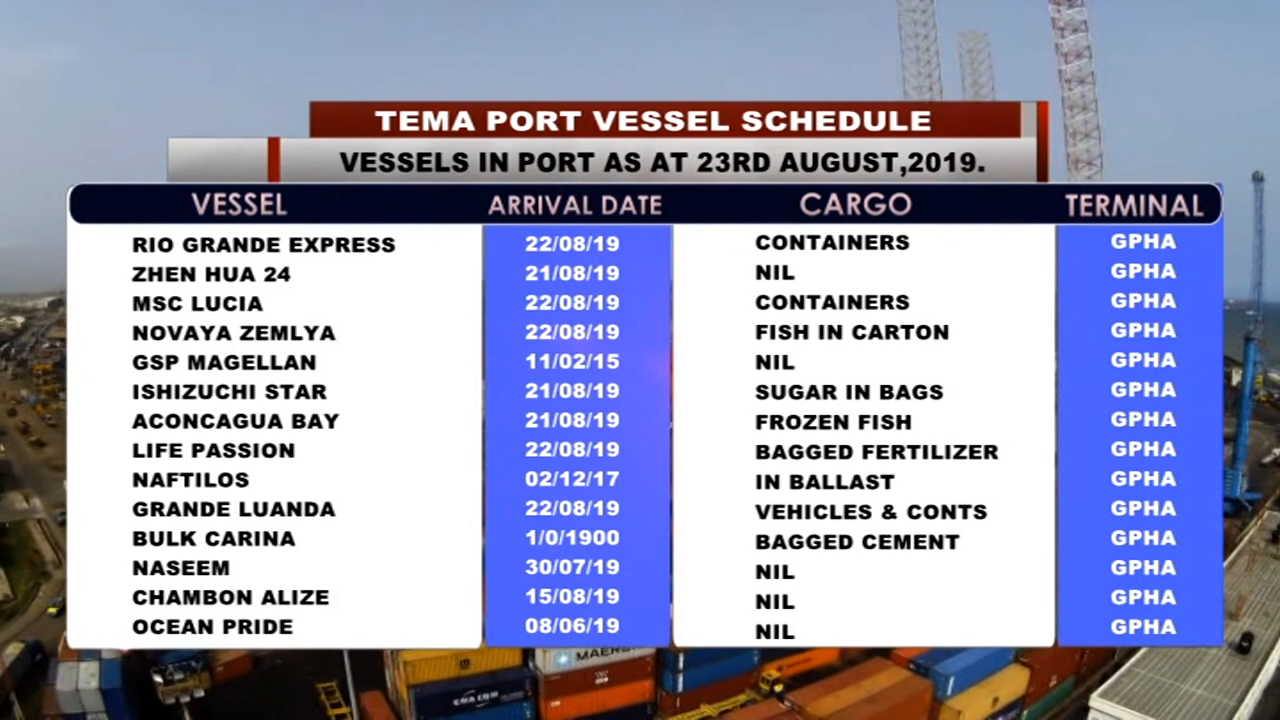 TEMA PORT VESSEL SCHEDULE
VESSELS IN PORT AS AT 23RD AUGUST,2019.
VESSEL ARRIVAL DATE CARGO TERMINAL
RIO GRANDE EXPRESS 22/08/19 CONTAINERS GPHA
ZHEN HUA 24 21/08/19 NIL GPHA
MSC LUCIA 22/08/19 CONTAINERS GPHA
NOVAYA ZEMLYA 22/08/19 FISH IN CARTON GPHA
GSP MAGELLAN 11/02/15 NIL GPHA
ISHIZUCHI STAR 21/08/19 SUGAR IN BAGS GPHA
ACONCAGUA BAY 21/08/19 FROZEN FISH GPHA
LIFE PASSION 22/08/19 BAGGED FERTILIZER GPHA
NAFTILOS 02/12/17 IN BALLAST GPHA
GRANDE LUANDA 22/08/19 VEHICLES & CONTS GPHA
BULK CARINA 1/0/1900 BAGGED CEMENT GPHA
NASEEM 30/07/19 NIL GPHA
CHAMBON ALIZE 15/08/19 NIL GPHA
OCEAN PRIDE 08/06/19 NIL GPHA